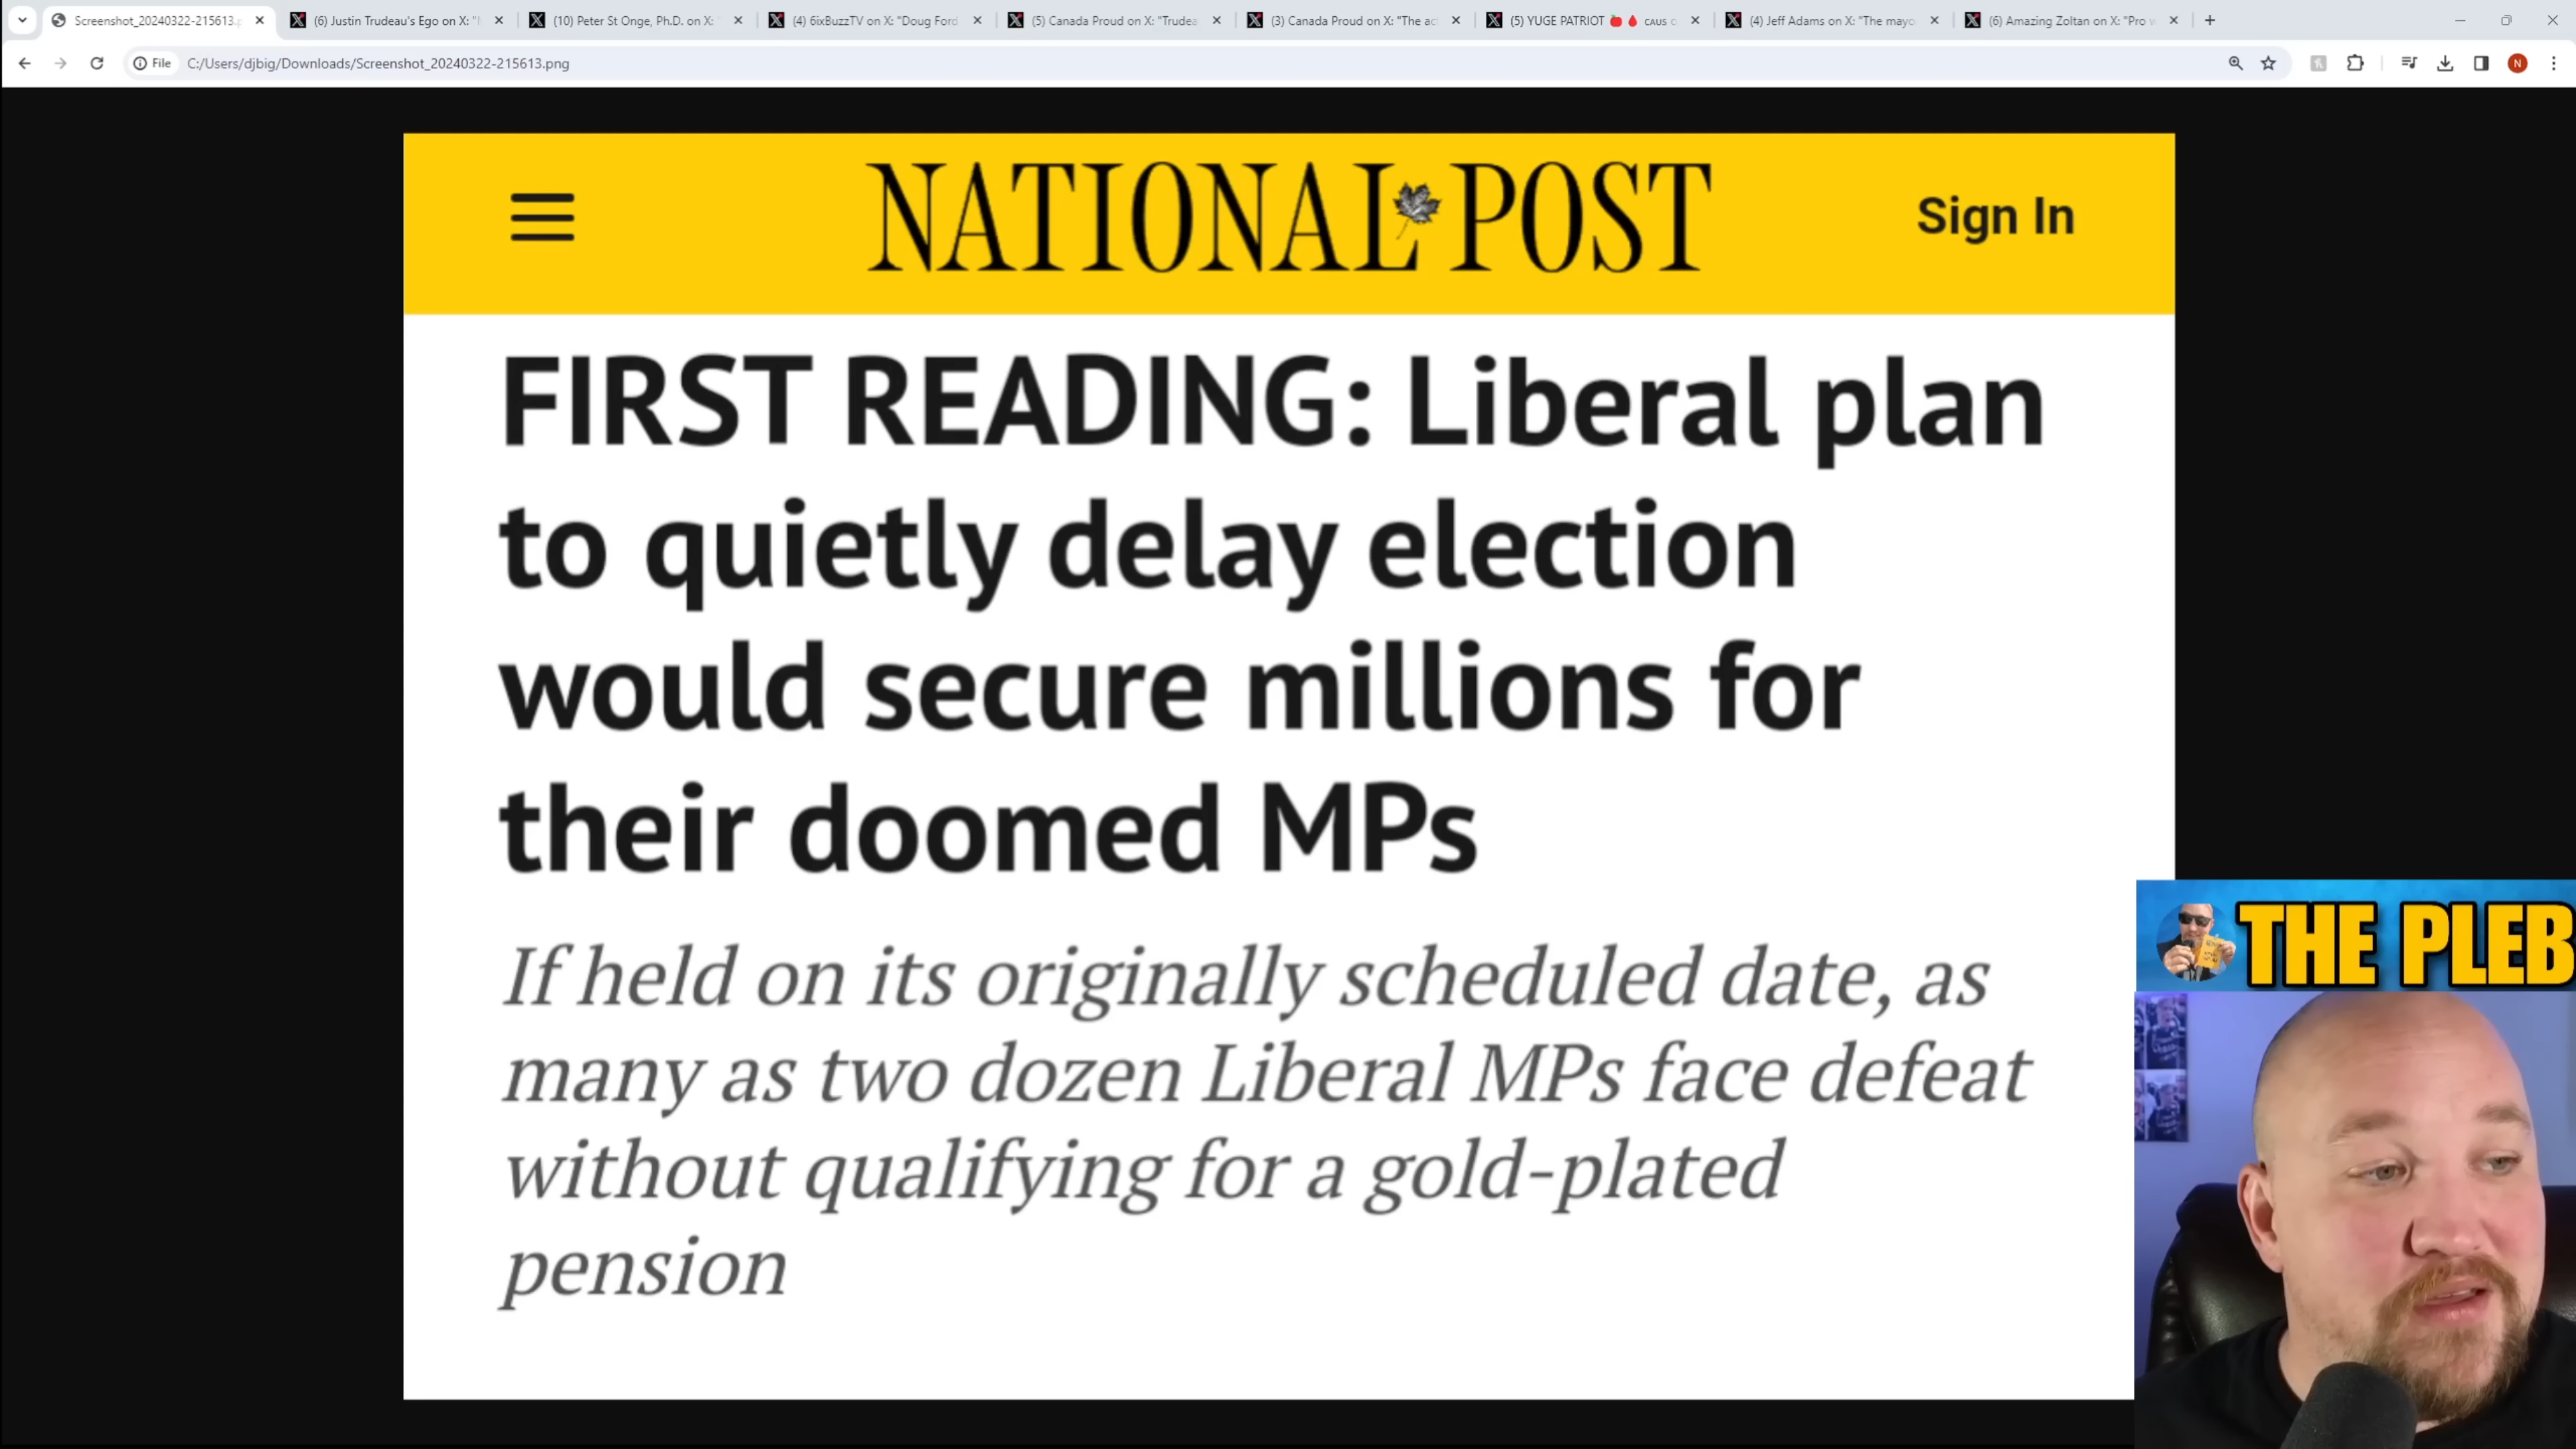 Screenshot_20240322-215613.p
(6) Justin Trudeau's Ego on X: "
(10) Peter St Onge, Ph.D. on X:
(4) 6ixBuzzTV on X: "Doug Ford
(5) Canada Proud on X: "Trudea
(3) Canada Proud on X: "The ac
(5) YUGE PATRIOT 🍎🩸 ᴄᴀᴜs
(4) Jeff Adams on X: "The mayo
(6) Amazing Zoltan on X: "Pro w
File
C:/Users/djbig/Downloads/Screenshot_20240322-215613.png
N
NATIONAL POST
Sign In
FIRST READING: Liberal plan
to quietly delay election
would secure millions for
their doomed MPs
If held on its originally scheduled date, as
many as two dozen Liberal MPs face defeat
without qualifying for a gold-plated
pension
THE PLEB